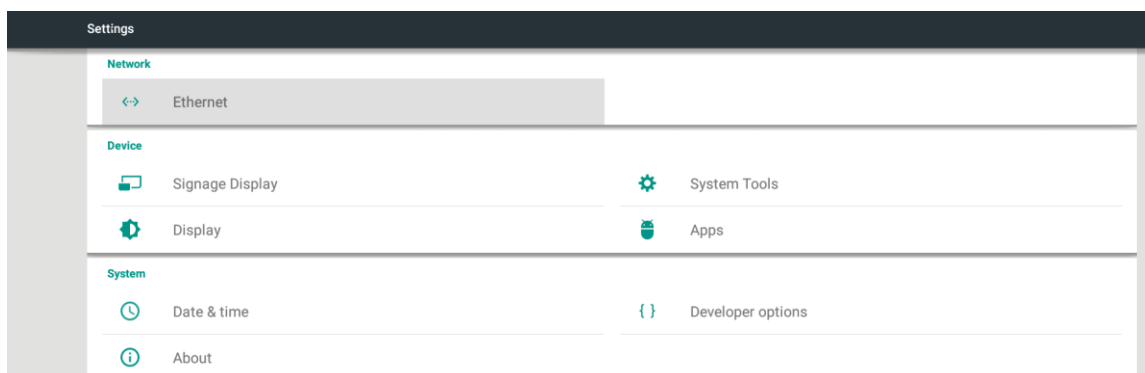 Settings
Network
Ethernet
Device
Signage Display
System Tools
Display
Apps
System
Date & time
Developer options
About